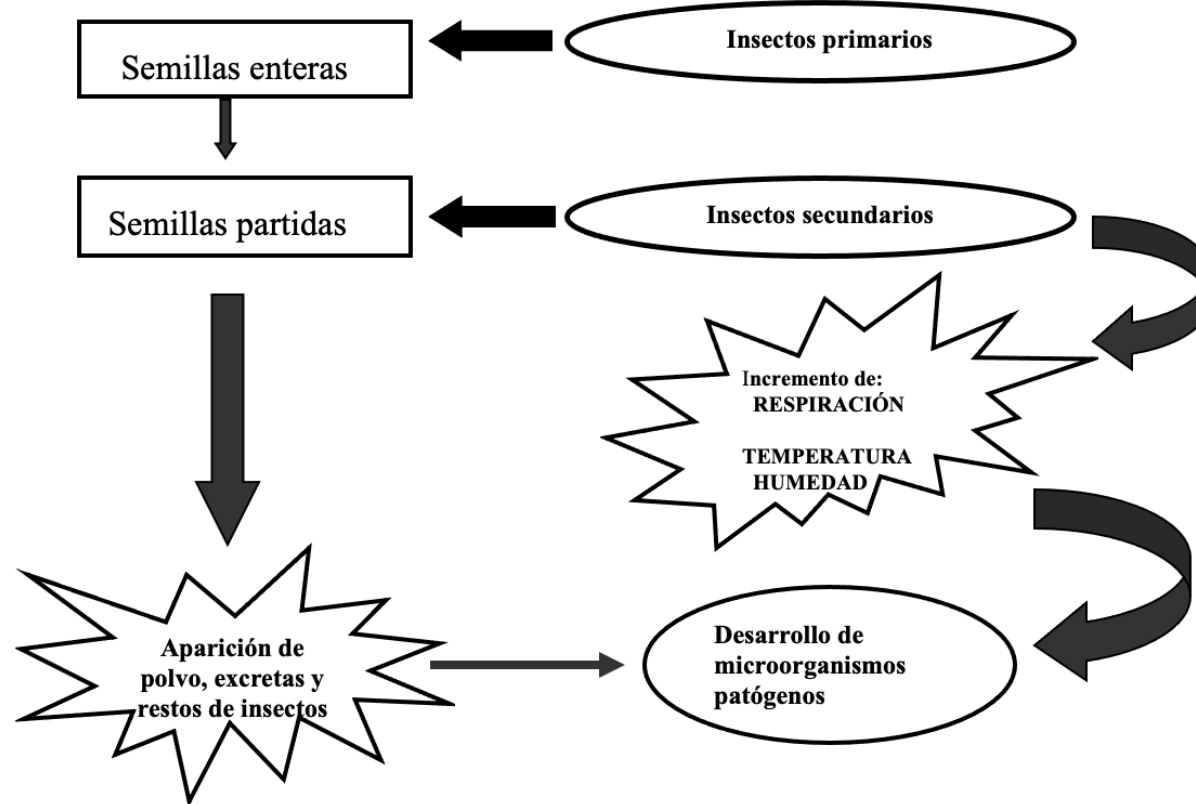 Insectos primarios
Semillas enteras
Semillas partidas
Insectos secundarios
Incremento de:
RESPIRACIÓN
TEMPERATURA
HUMEDAD
Aparición de
polvo, excretas y
restos de insectos
Desarrollo de
microorganismos
patógenos